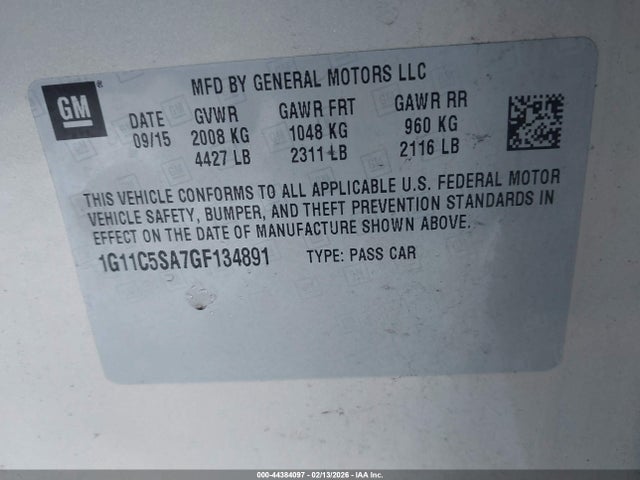 MFD BY GENERAL MOTORS LLC
GM
DATE GVWR GAWR FRT GAWR RR
09/15 2008 KG 1048 KG 960 KG
4427 LB 2311 LB 2116 LB
THIS VEHICLE CONFORMS TO ALL APPLICABLE U.S. FEDERAL MOTOR
VEHICLE SAFETY, BUMPER, AND THEFT PREVENTION STANDARDS IN
EFFECT ON THE DATE OF MANUFACTURE SHOWN ABOVE.
1G11C5SA7GF134891 TYPE: PASS CAR
000-44384097 - 02/13/2026 - IAA Inc.